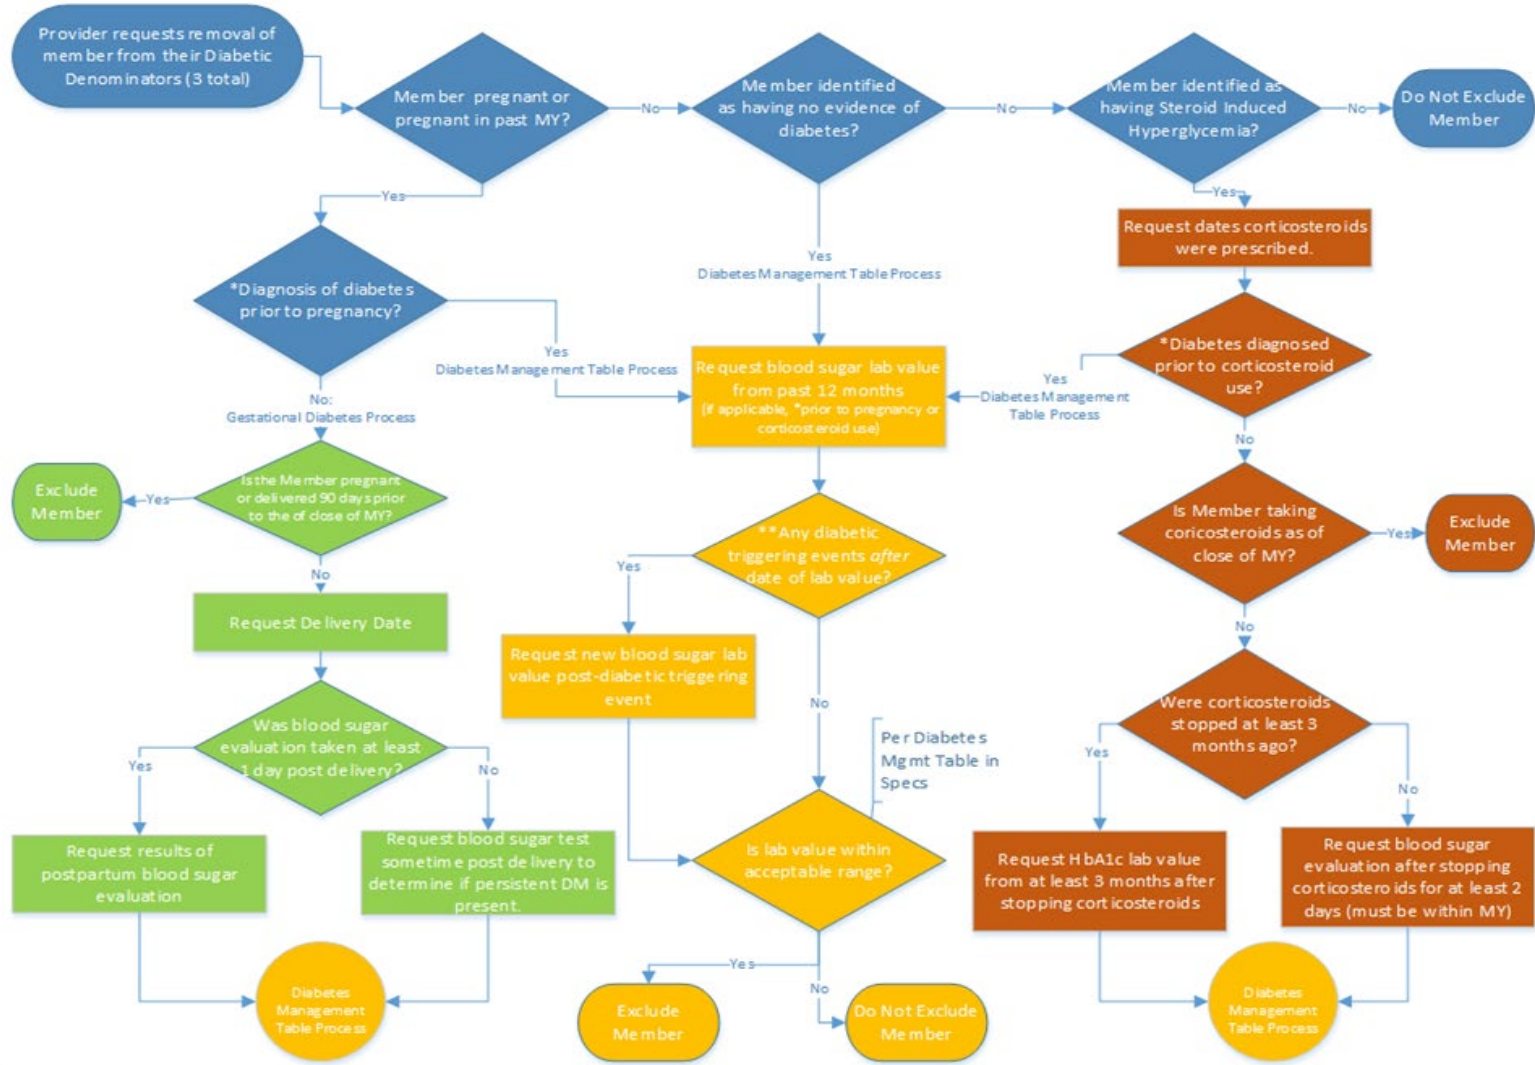 Provider requests removal of
member from their Diabetic
Denominators (3 total)
Member pregnant or
pregnant in past MY?
No
Member identified
as having no evidence of
diabetes?
No
Member identified as
having Steroid Induced
Hyperglycemia?
No
Do Not Exclude
Member
Yes
*Diagnosis of diabetes
prior to pregnancy?
Yes
Diabetes Management Table Process
No:
Gestational Diabetes Process
Yes
Diabetes Management Table Process
Yes
Request dates corticosteroids
were prescribed.
*Diabetes diagnosed
prior to corticosteroid
use?
Yes
Diabetes Management
Table Process
No
Request blood sugar lab value
from past 12 months
(if applicable, *prior to pregnancy or
corticosteroid use)
Is the Member pregnant
or delivered 90 days prior
to the of close of MY?
Yes
Exclude
Member
No
Request Delivery Date
Was blood sugar
evaluation taken at least
1 day post delivery?
Yes
No
Request results of
postpartum blood sugar
evaluation
Request blood sugar test
sometime post delivery to
determine if persistent DM is
present.
Diabetes
Management
Table Process
**Any diabetic
triggering events after
date of lab value?
Yes
Request new blood sugar lab
value post-diabetic triggering
event
No
Per Diabetes
Mgmt Table in
Specs
Is lab value within
acceptable range?
Yes
No
Exclude
Member
Do Not Exclude
Member
Is Member taking
coricosteroids as of
close of MY?
Yes
Exclude
Member
No
Were corticosteroids
stopped at least 3
months ago?
Yes
No
Request HbA1c lab value
from at least 3 months after
stopping corticosteroids
Request blood sugar
evaluation after stopping
corticosteroids for at least 2
days (must be within MY)
Diabetes
Management
Table Process